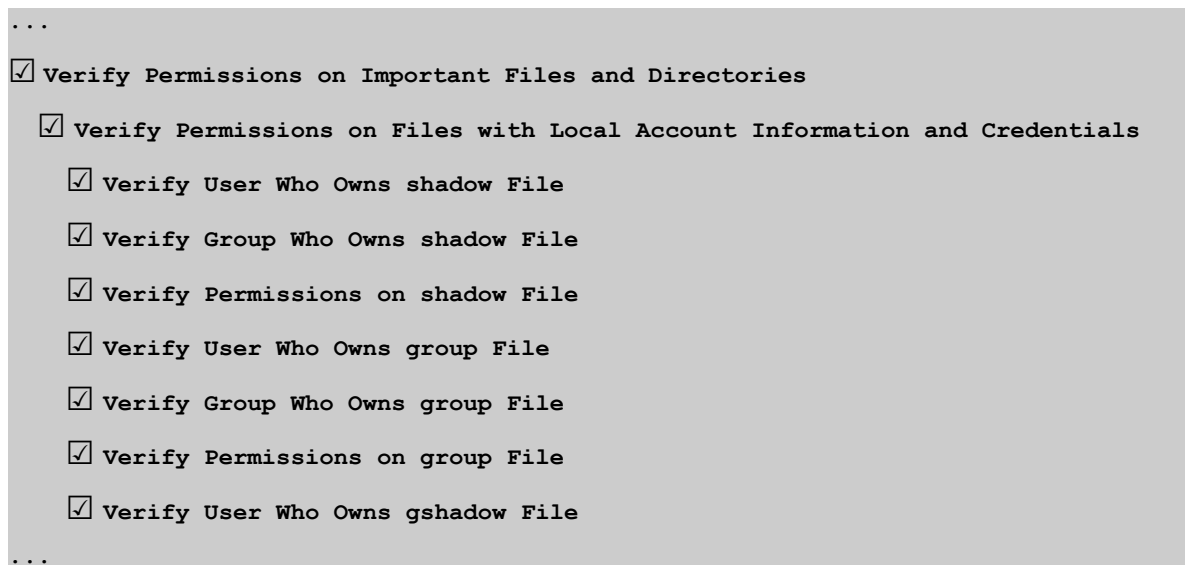 ...
☑ Verify Permissions on Important Files and Directories
☑ Verify Permissions on Files with Local Account Information and Credentials
☑ Verify User Who Owns shadow File
☑ Verify Group Who Owns shadow File
☑ Verify Permissions on shadow File
☑ Verify User Who Owns group File
☑ Verify Group Who Owns group File
☑ Verify Permissions on group File
☑ Verify User Who Owns gshadow File
...